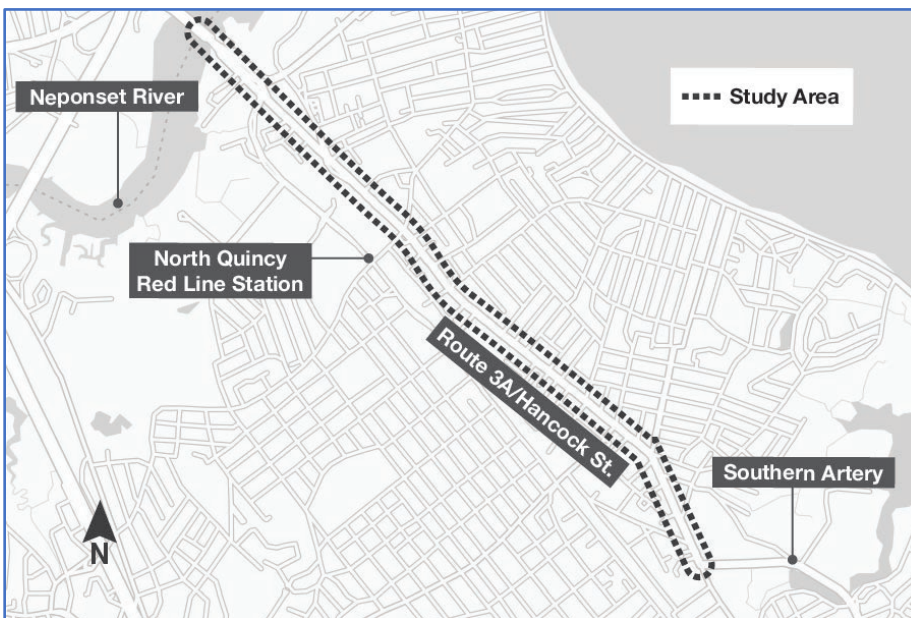 Neponset River
Study Area
North Quincy
Red Line Station
Route 3A/Hancock St.
Southern Artery
N